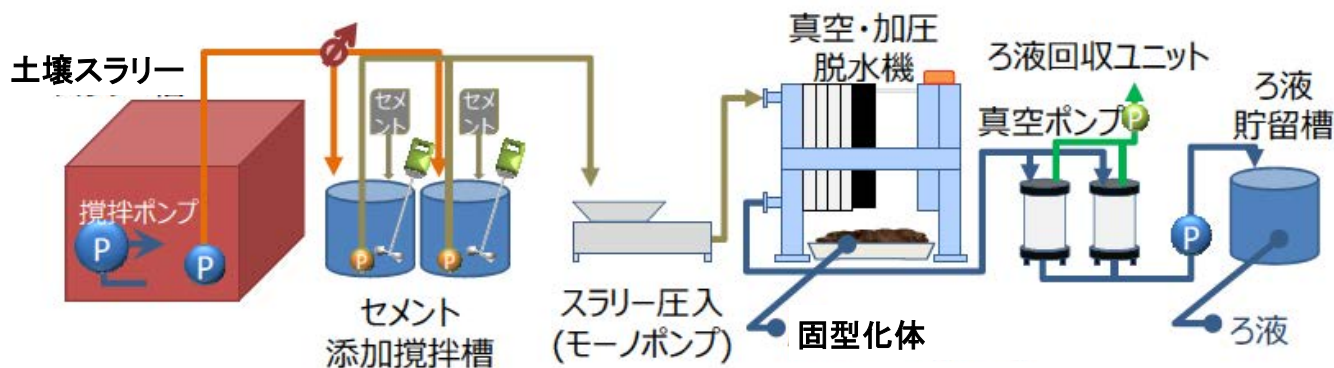 土壌スラリー
攪拌ポンプ
P
P
セメント
セメント
P
P
セメント
添加攪拌槽
スラリー圧入
(モーノポンプ)
真空・加圧
脱水機
固型化体
ろ液回収ユニット
真空ポンプ
P
P
ろ液
貯留槽
ろ液